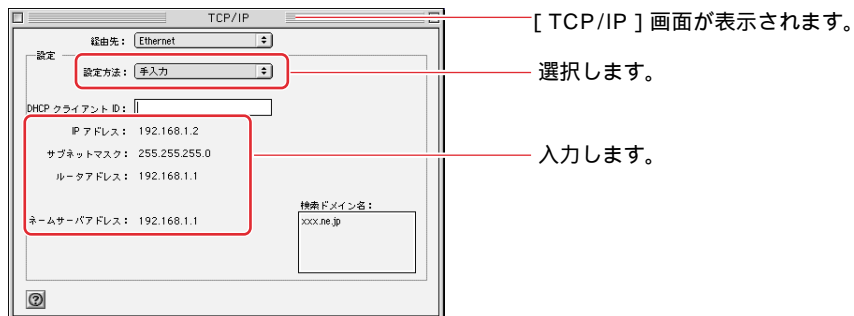 TCP/IP
[ TCP/IP ] 画面が表示されます。
経由先： Ethernet
設定
設定方法： 手入力
選択します。
DHCP クライアント ID：
IP アドレス： 192.168.1.2
サブネットマスク： 255.255.255.0
入力します。
ルータアドレス： 192.168.1.1
検索ドメイン名：
ネームサーバアドレス： 192.168.1.1
xxx.ne.jp
?